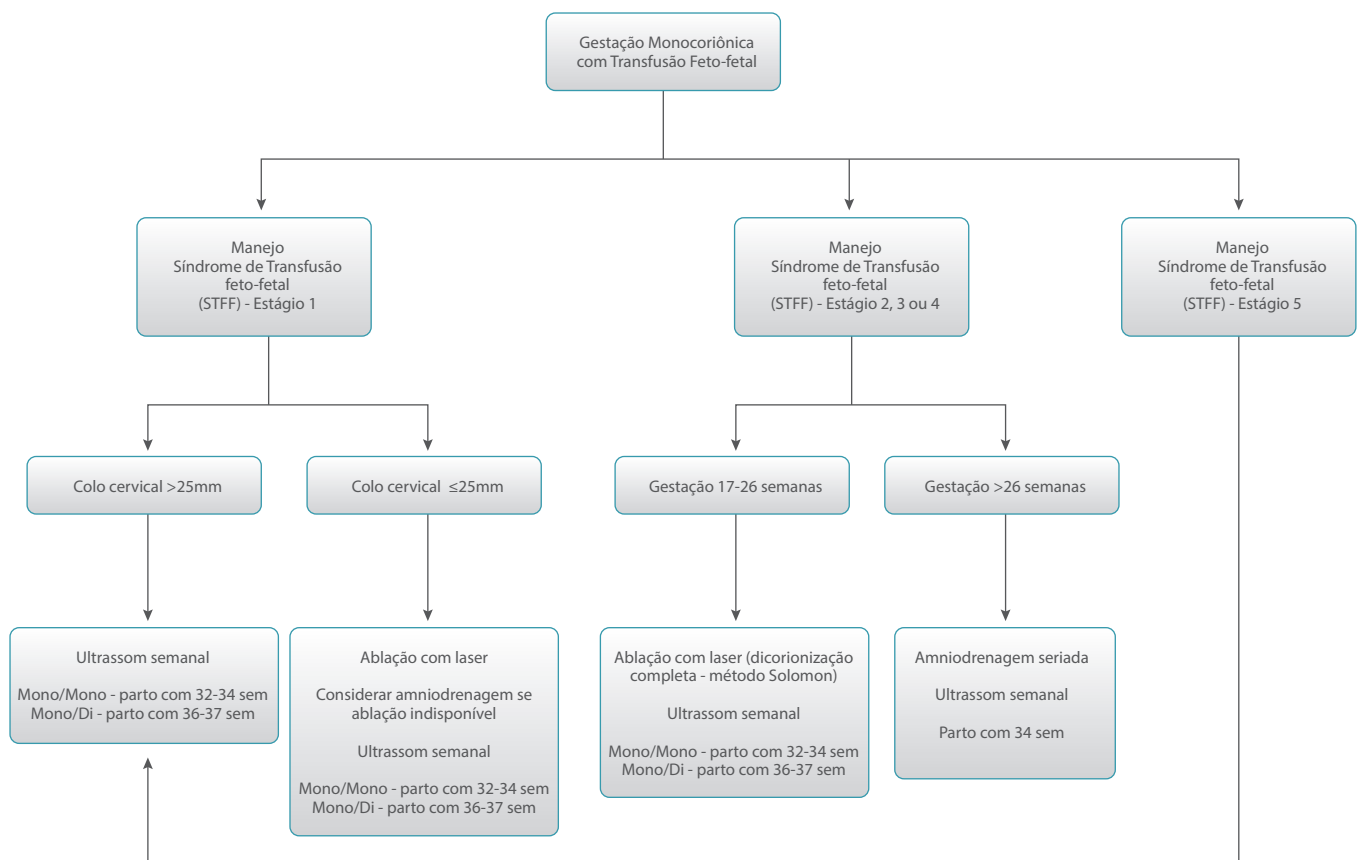 Gestação Monocoriônica
com Transfusão Feto-fetal
Manejo
Síndrome de Transfusão
feto-fetal
(STFF) - Estágio 1
Manejo
Síndrome de Transfusão
feto-fetal
(STFF) - Estágio 2, 3 ou 4
Manejo
Síndrome de Transfusão
feto-fetal
(STFF) - Estágio 5
Colo cervical >25mm
Colo cervical ≤25mm
Gestação 17-26 semanas
Gestação >26 semanas
Ultrassom semanal
Mono/Mono - parto com 32-34 sem
Mono/Di - parto com 36-37 sem
Ablação com laser
Considerar amniodrenagem se
ablação indisponível
Ultrassom semanal
Mono/Mono - parto com 32-34 sem
Mono/Di - parto com 36-37 sem
Ablação com laser (dicorionização
completa - método Solomon)
Ultrassom semanal
Mono/Mono - parto com 32-34 sem
Mono/Di - parto com 36-37 sem
Amniodrenagem seriada
Ultrassom semanal
Parto com 34 sem